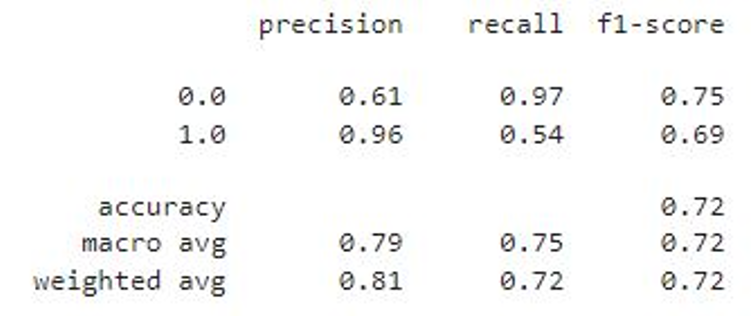 precision recall f1-score
0.0 0.61 0.97 0.75
1.0 0.96 0.54 0.69
accuracy 0.72
macro avg 0.79 0.75 0.72
weighted avg 0.81 0.72 0.72